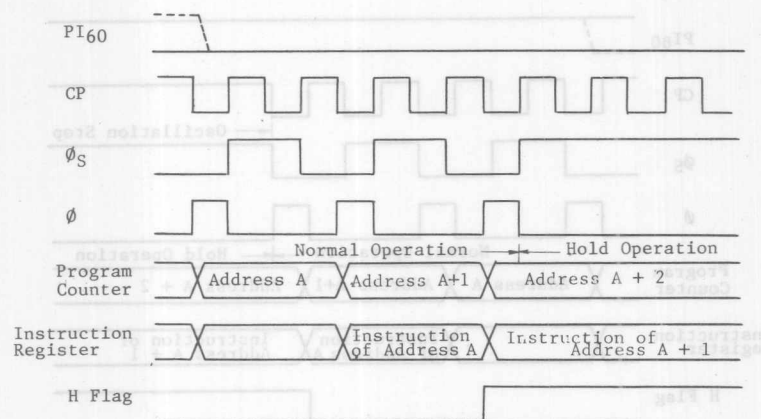 PI60
CP
ØS
Ø
Normal Operation Hold Operation
Program
Counter
Address A Address A+1 Address A + 2
Instruction
Register
Instruction
of Address A
Instruction of
Address A + 1
H Flag